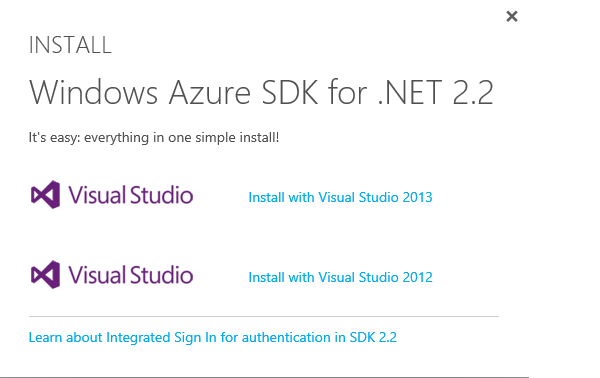 INSTALL
Windows Azure SDK for .NET 2.2
It's easy: everything in one simple install!
Visual Studio Install with Visual Studio 2013
Visual Studio Install with Visual Studio 2012
Learn about Integrated Sign In for authentication in SDK 2.2